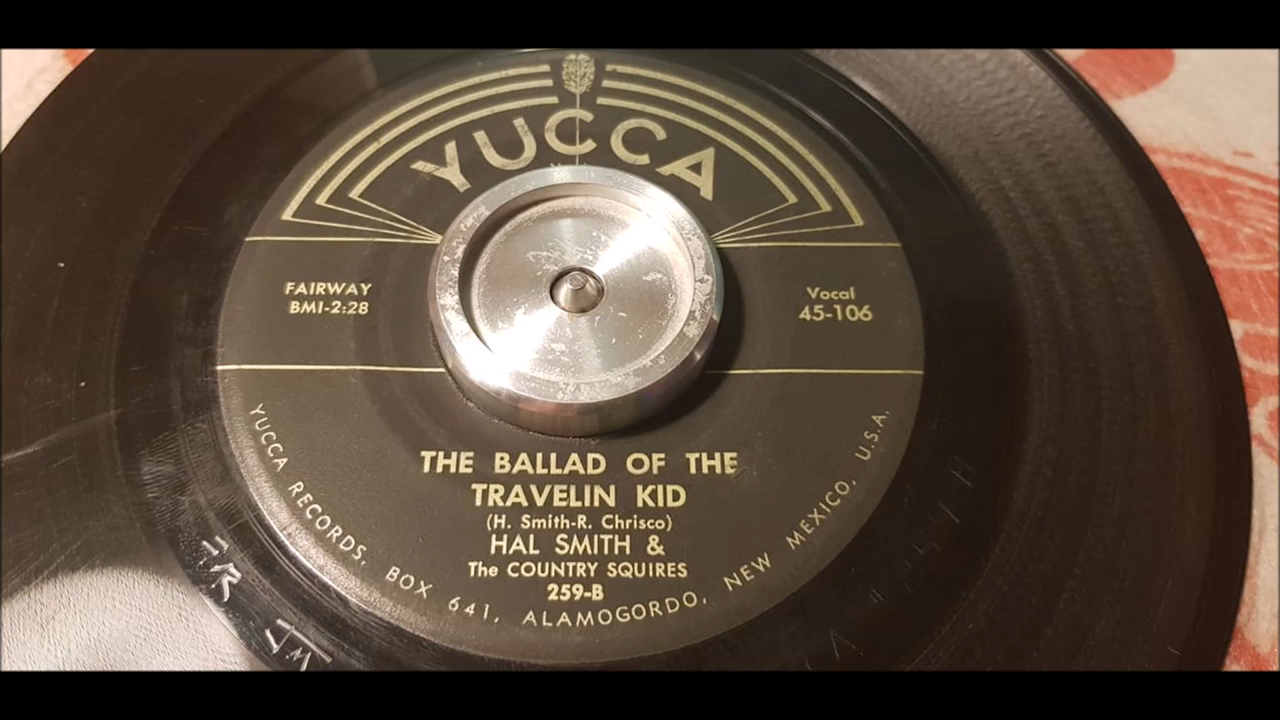 YUCCA
FAIRWAY
BMI-2:28
Vocal
45-106
THE BALLAD OF THE
TRAVELIN KID
(H. Smith-R. Chrisco)
HAL SMITH &
The COUNTRY SQUIRES
259-B
YUCCA RECORDS, BOX 641, ALAMOGORDO, NEW MEXICO, U.S.A.